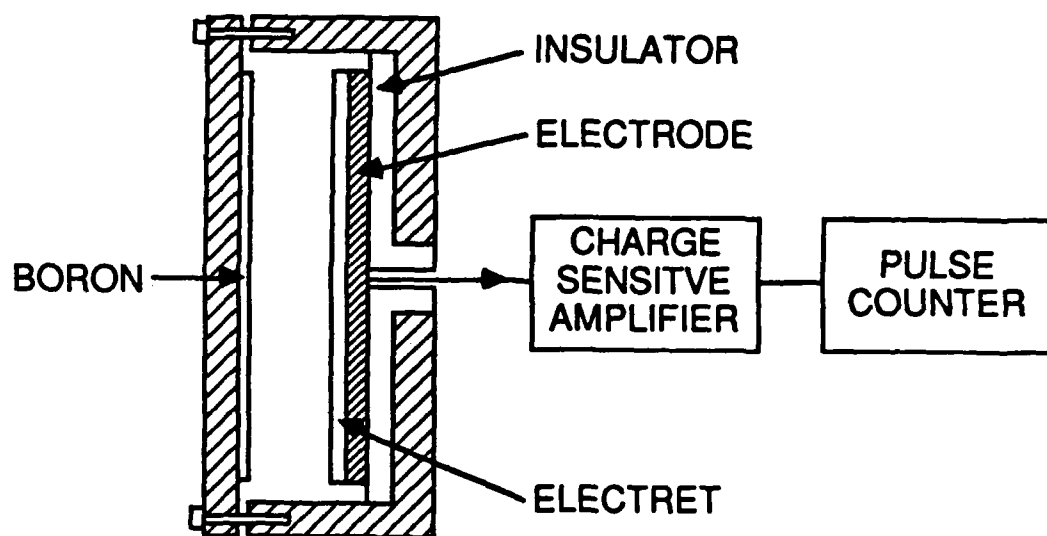 INSULATOR
ELECTRODE
BORON
CHARGE
SENSITVE
AMPLIFIER
PULSE
COUNTER
ELECTRET